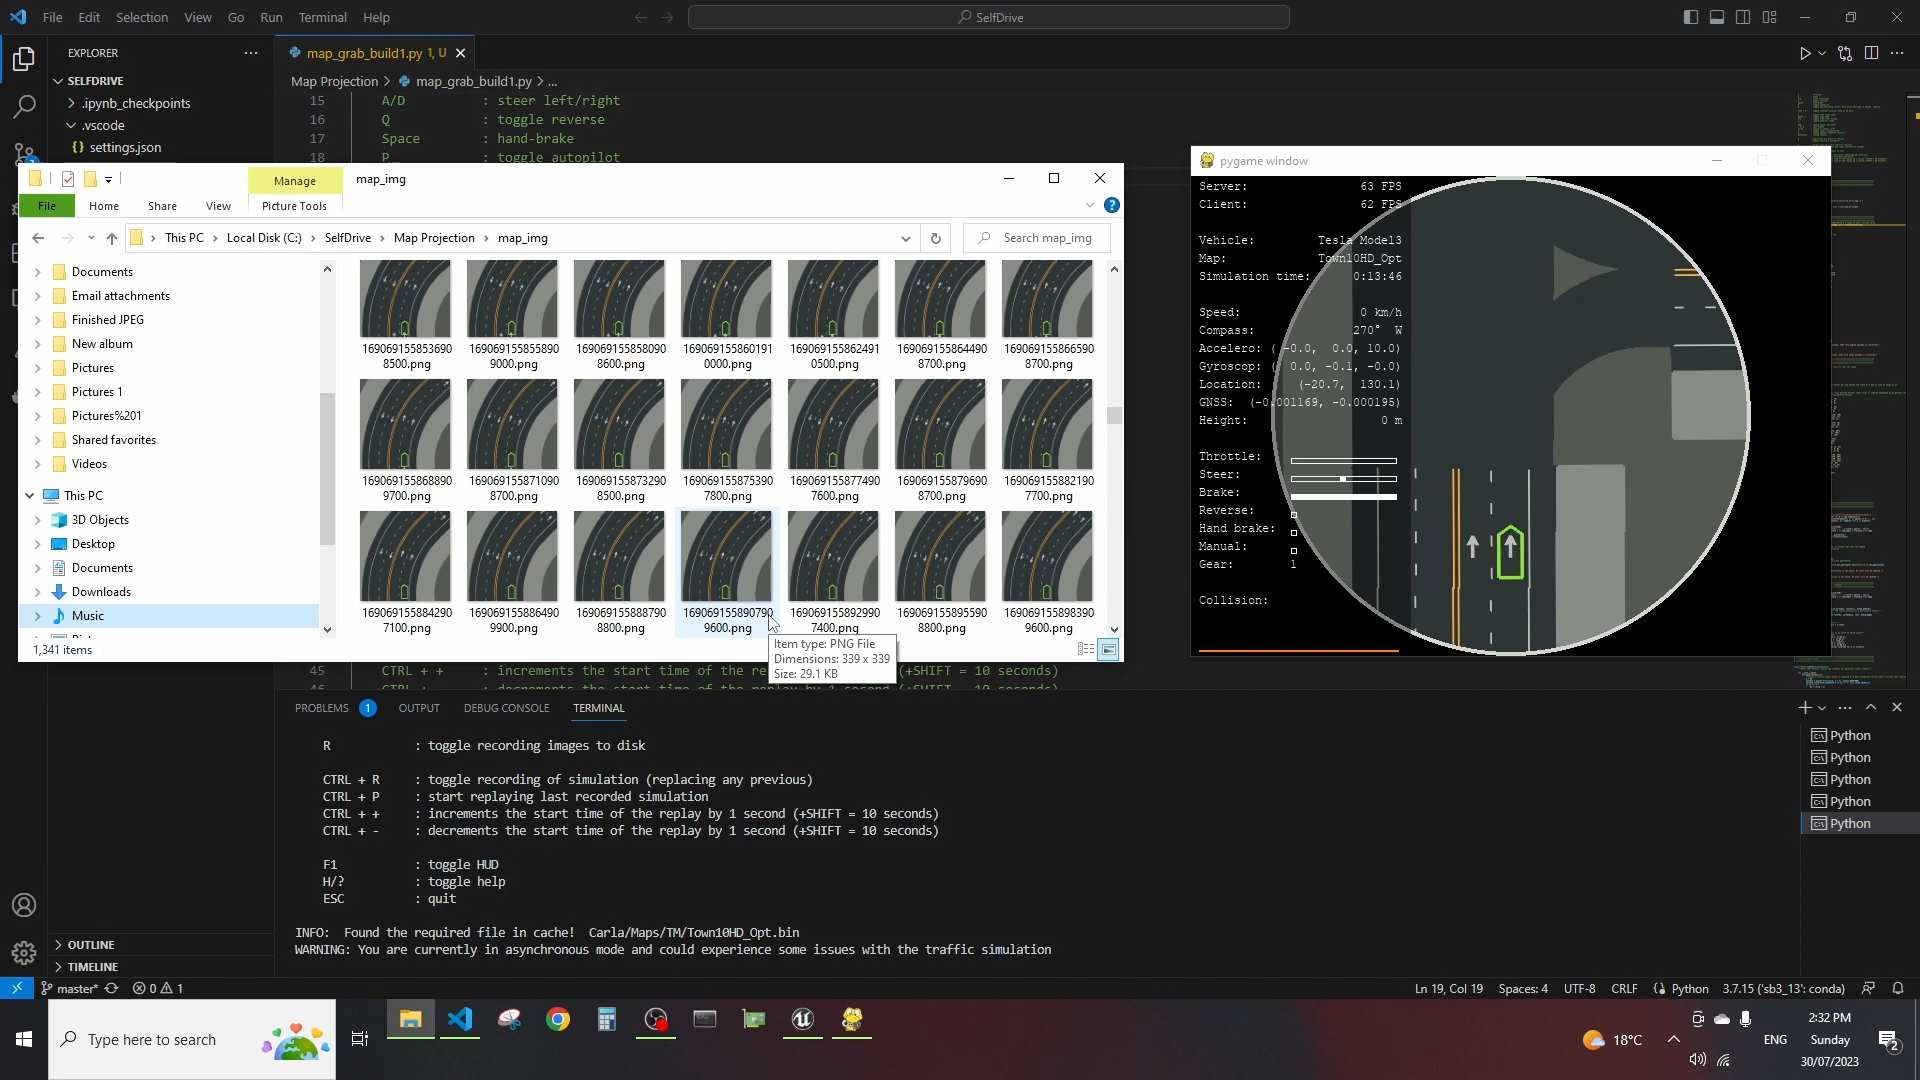 File Edit Selection View Go Run Terminal Help
SelfDrive
EXPLORER
SELFDRIVE
.ipynb_checkpoints
.vscode
{} settings.json
map_grab_build1.py 1, U
Map Projection > map_grab_build1.py > ...
15 A/D : steer left/right
16 Q : toggle reverse
17 Space : hand-brake
18 P : toggle autopilot
Manage map_img
File Home Share View Picture Tools
This PC > Local Disk (C:) > SelfDrive > Map Projection > map_img
Search map_img
Documents
Email attachments
Finished JPEG
New album
Pictures
Pictures 1
Pictures%201
Shared favorites
Videos
This PC
3D Objects
Desktop
Documents
Downloads
Music
1,341 items
169069155853690 169069155855890 169069155858090 169069155860191 169069155862491 169069155864490 169069155866590
8500.png 9000.png 8600.png 0000.png 0500.png 8700.png 8700.png
169069155868890 169069155871090 169069155873290 169069155875390 169069155877490 169069155879690 169069155882190
9700.png 8700.png 8500.png 7800.png 7600.png 8700.png 7700.png
169069155884290 169069155886490 169069155888790 169069155890790 169069155892990 169069155895590 169069155898390
7100.png 9900.png 8800.png 9600.png 7400.png 8800.png 9600.png
Item type: PNG File
Dimensions: 339 x 339
Size: 29.1 KB
45 CTRL + + : increments the start time of the re (+SHIFT = 10 seconds)
pygame window
Server: 63 FPS
Client: 62 FPS
Vehicle: Tesla Model3
Map: Town10HD_Opt
Simulation time: 0:13:46
Speed: 0 km/h
Compass: 270° W
Accelero: ( -0.0, 0.0, 10.0)
Gyroscop: ( 0.0, -0.1, -0.0)
Location: (-20.7, 130.1)
GNSS: (-0.001169, -0.000195)
Height: 0 m
Throttle:
Steer:
Brake:
Reverse:
Hand brake:
Manual:
Gear: 1
Collision:
PROBLEMS 1 OUTPUT DEBUG CONSOLE TERMINAL
R : toggle recording images to disk
CTRL + R : toggle recording of simulation (replacing any previous)
CTRL + P : start replaying last recorded simulation
CTRL + + : increments the start time of the replay by 1 second (+SHIFT = 10 seconds)
CTRL + - : decrements the start time of the replay by 1 second (+SHIFT = 10 seconds)
F1 : toggle HUD
H/? : toggle help
ESC : quit
INFO: Found the required file in cache! Carla/Maps/TM/Town10HD_Opt.bin
WARNING: You are currently in asynchronous mode and could experience some issues with the traffic simulation
Python
Python
Python
Python
Python
OUTLINE
TIMELINE
master* 0 1
Ln 19, Col 19 Spaces: 4 UTF-8 CRLF Python 3.7.15 ('sb3_13': conda)
Type here to search
18°C
ENG
2:32 PM
Sunday
30/07/2023
2